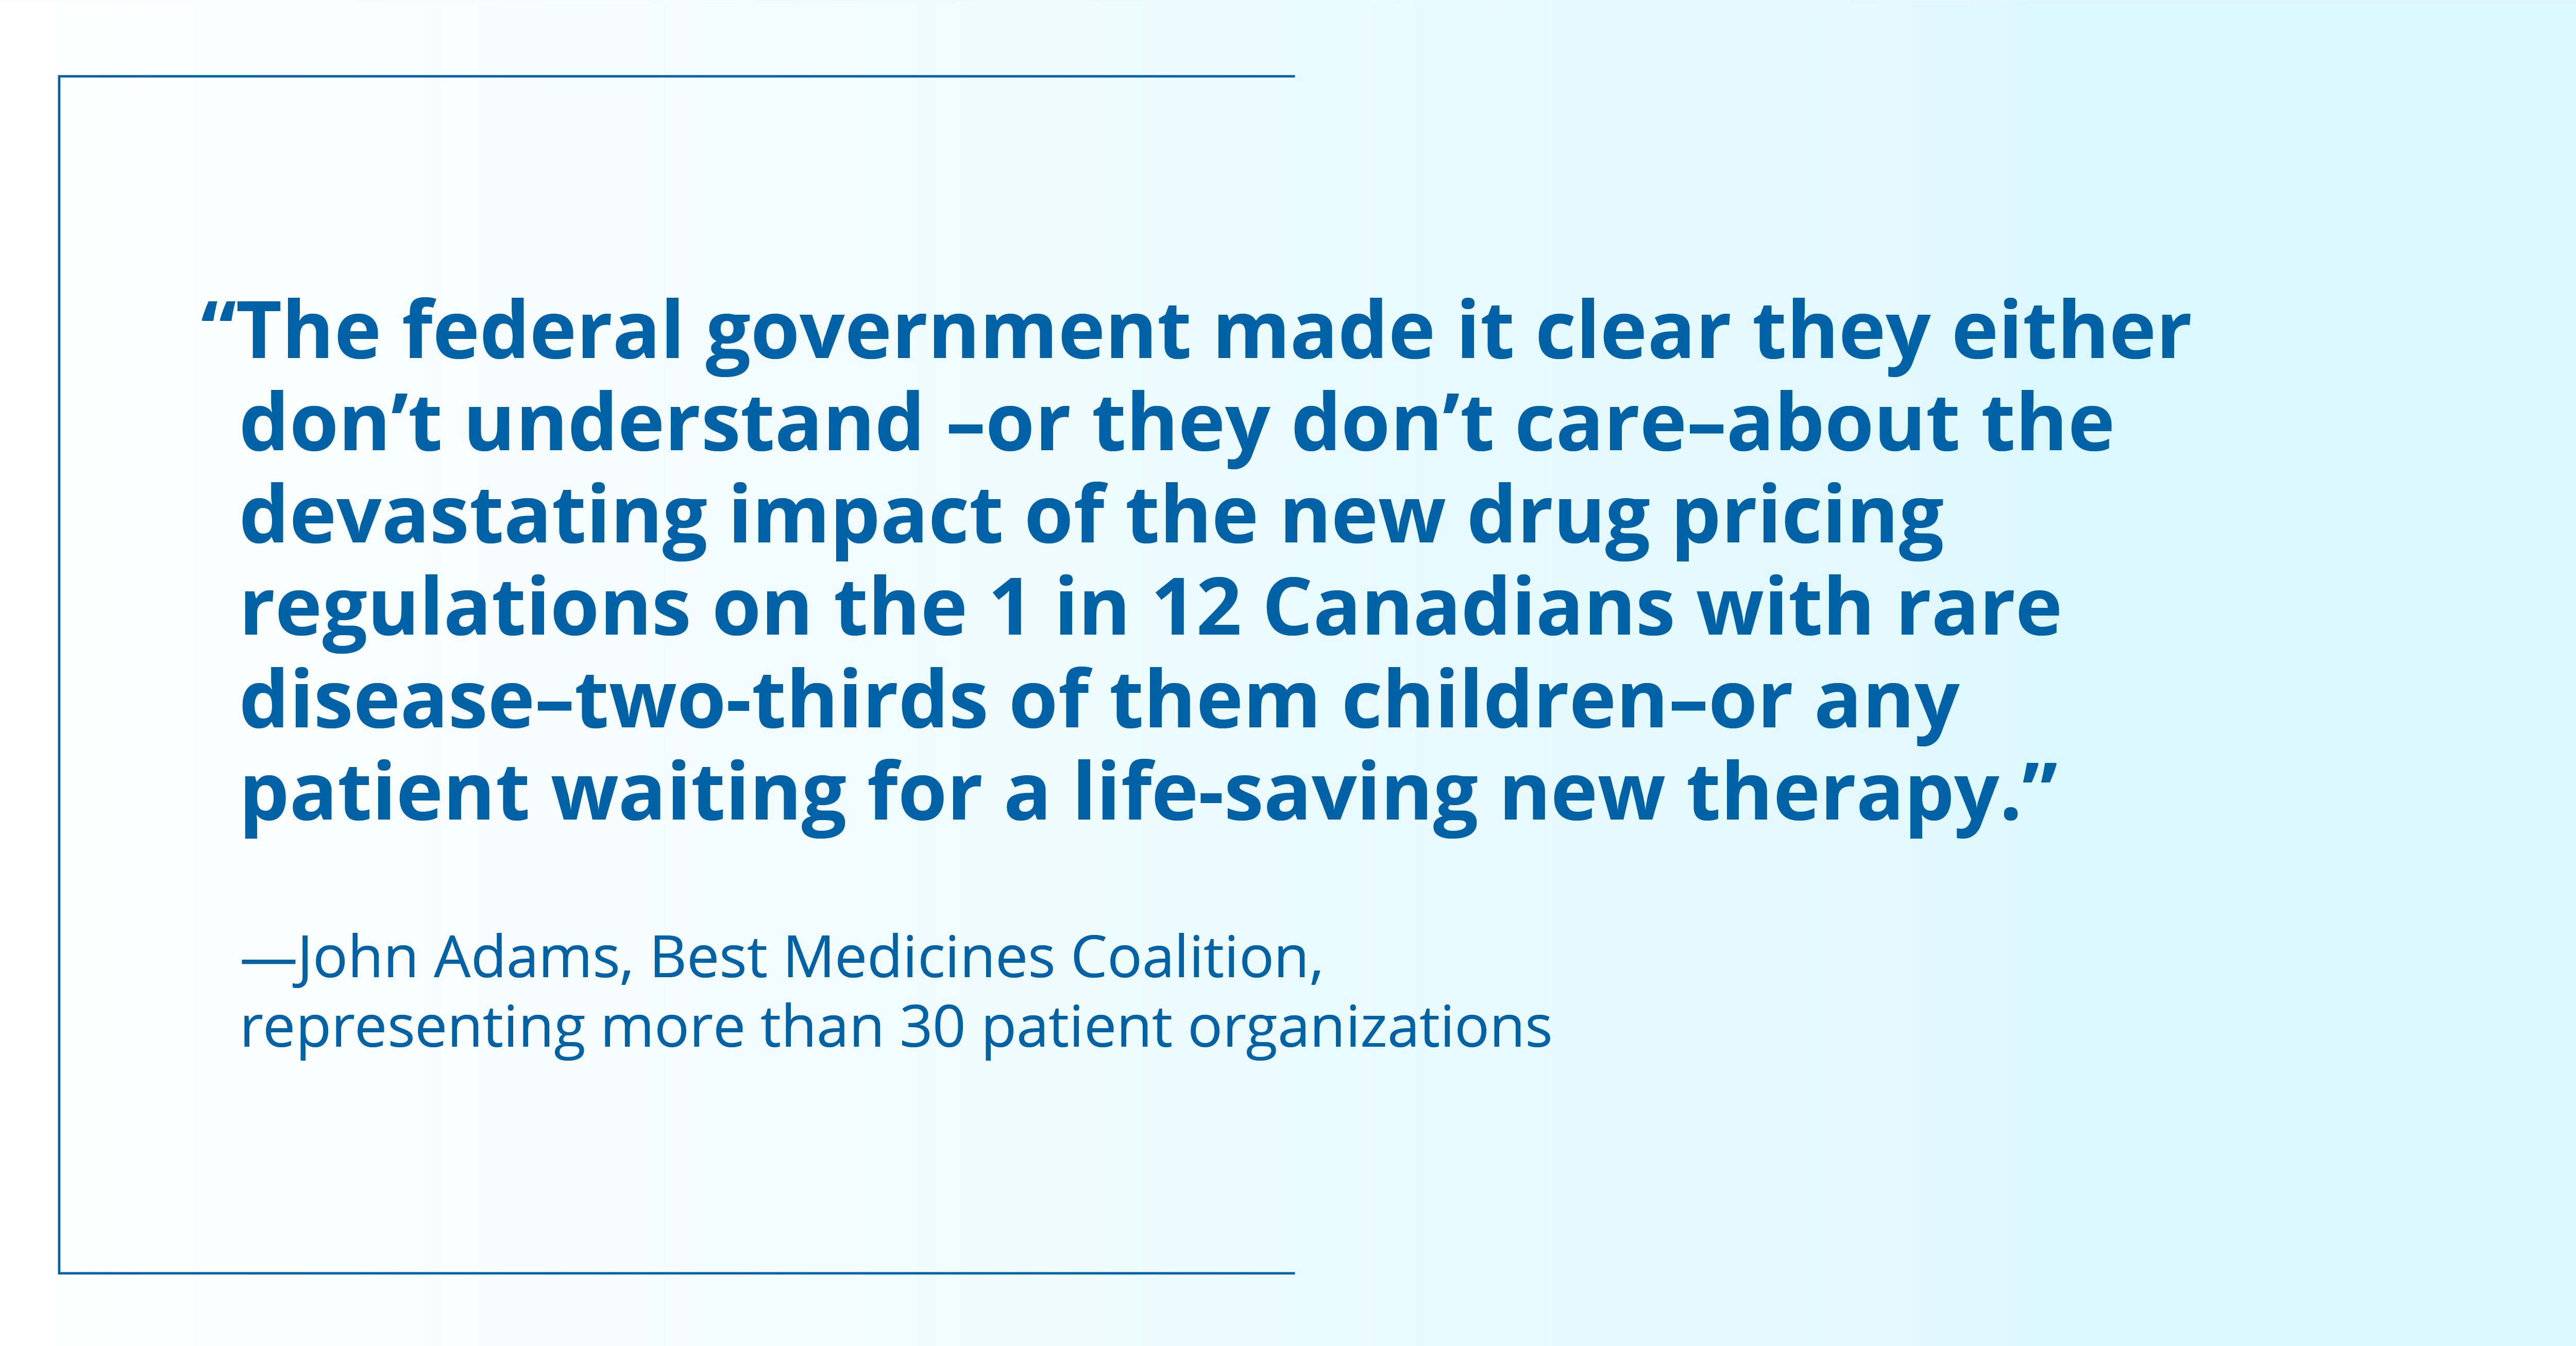 “The federal government made it clear they either
don’t understand –or they don’t care–about the
devastating impact of the new drug pricing
regulations on the 1 in 12 Canadians with rare
disease–two-thirds of them children–or any
patient waiting for a life-saving new therapy.”
—John Adams, Best Medicines Coalition,
representing more than 30 patient organizations